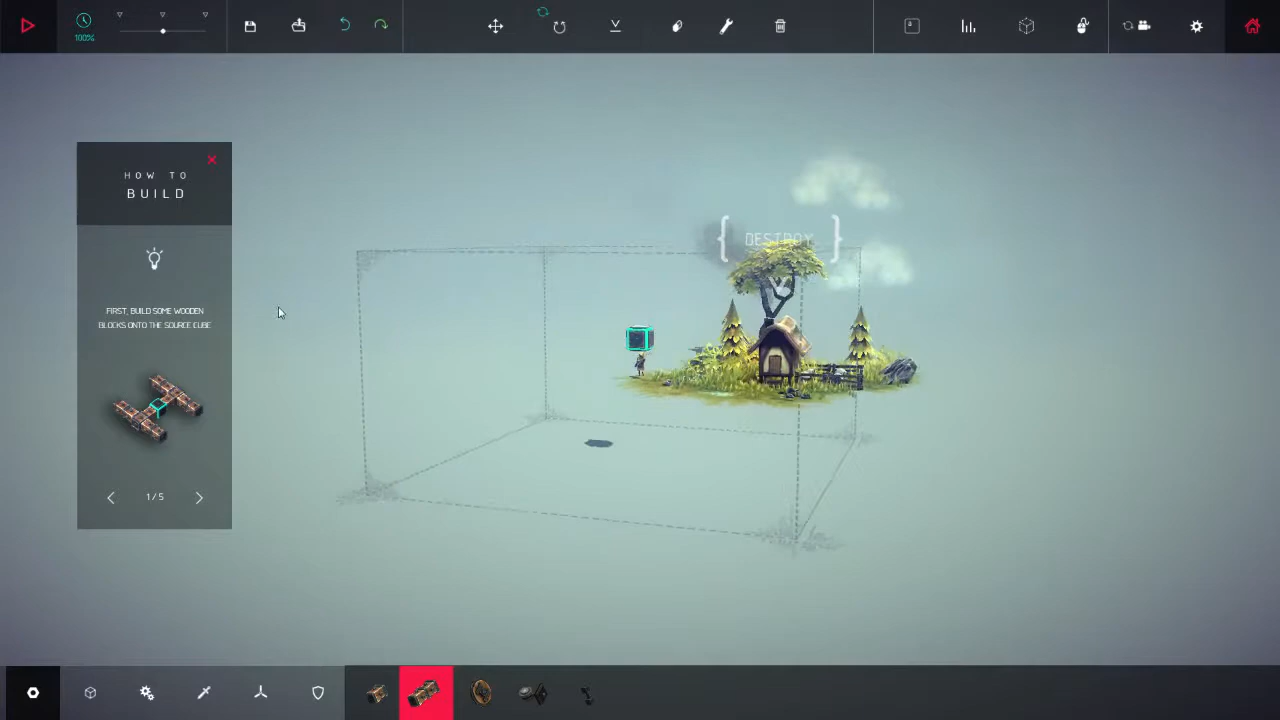 100%
HOW TO
BUILD
DESTROY
FIRST, BUILD SOME WOODEN
BLOCKS ONTO THE SOURCE CUBE
1/5